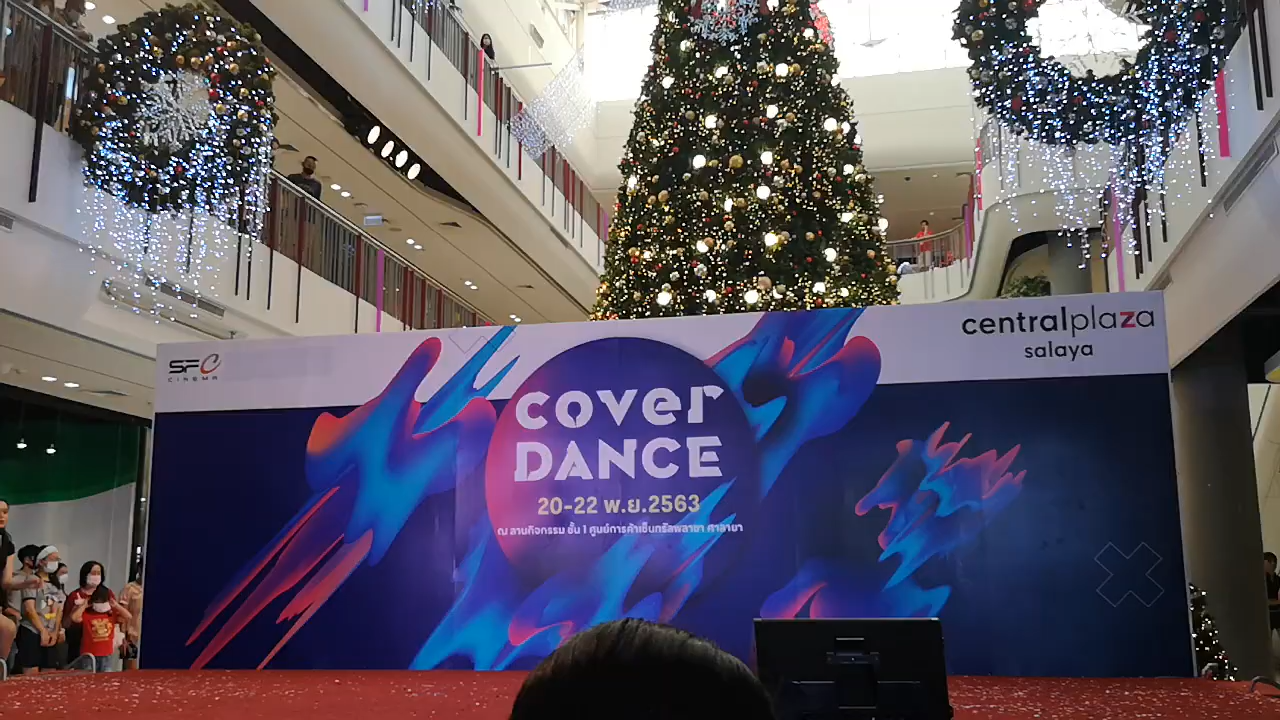 SFC
CINEMA
centralplaza
salaya
cover
DANCE
20-22 พ.ย.2563
ณ ลานกิจกรรม ชั้น 1 ศูนย์การค้าเซ็นทรัลพลาซา ศาลายา